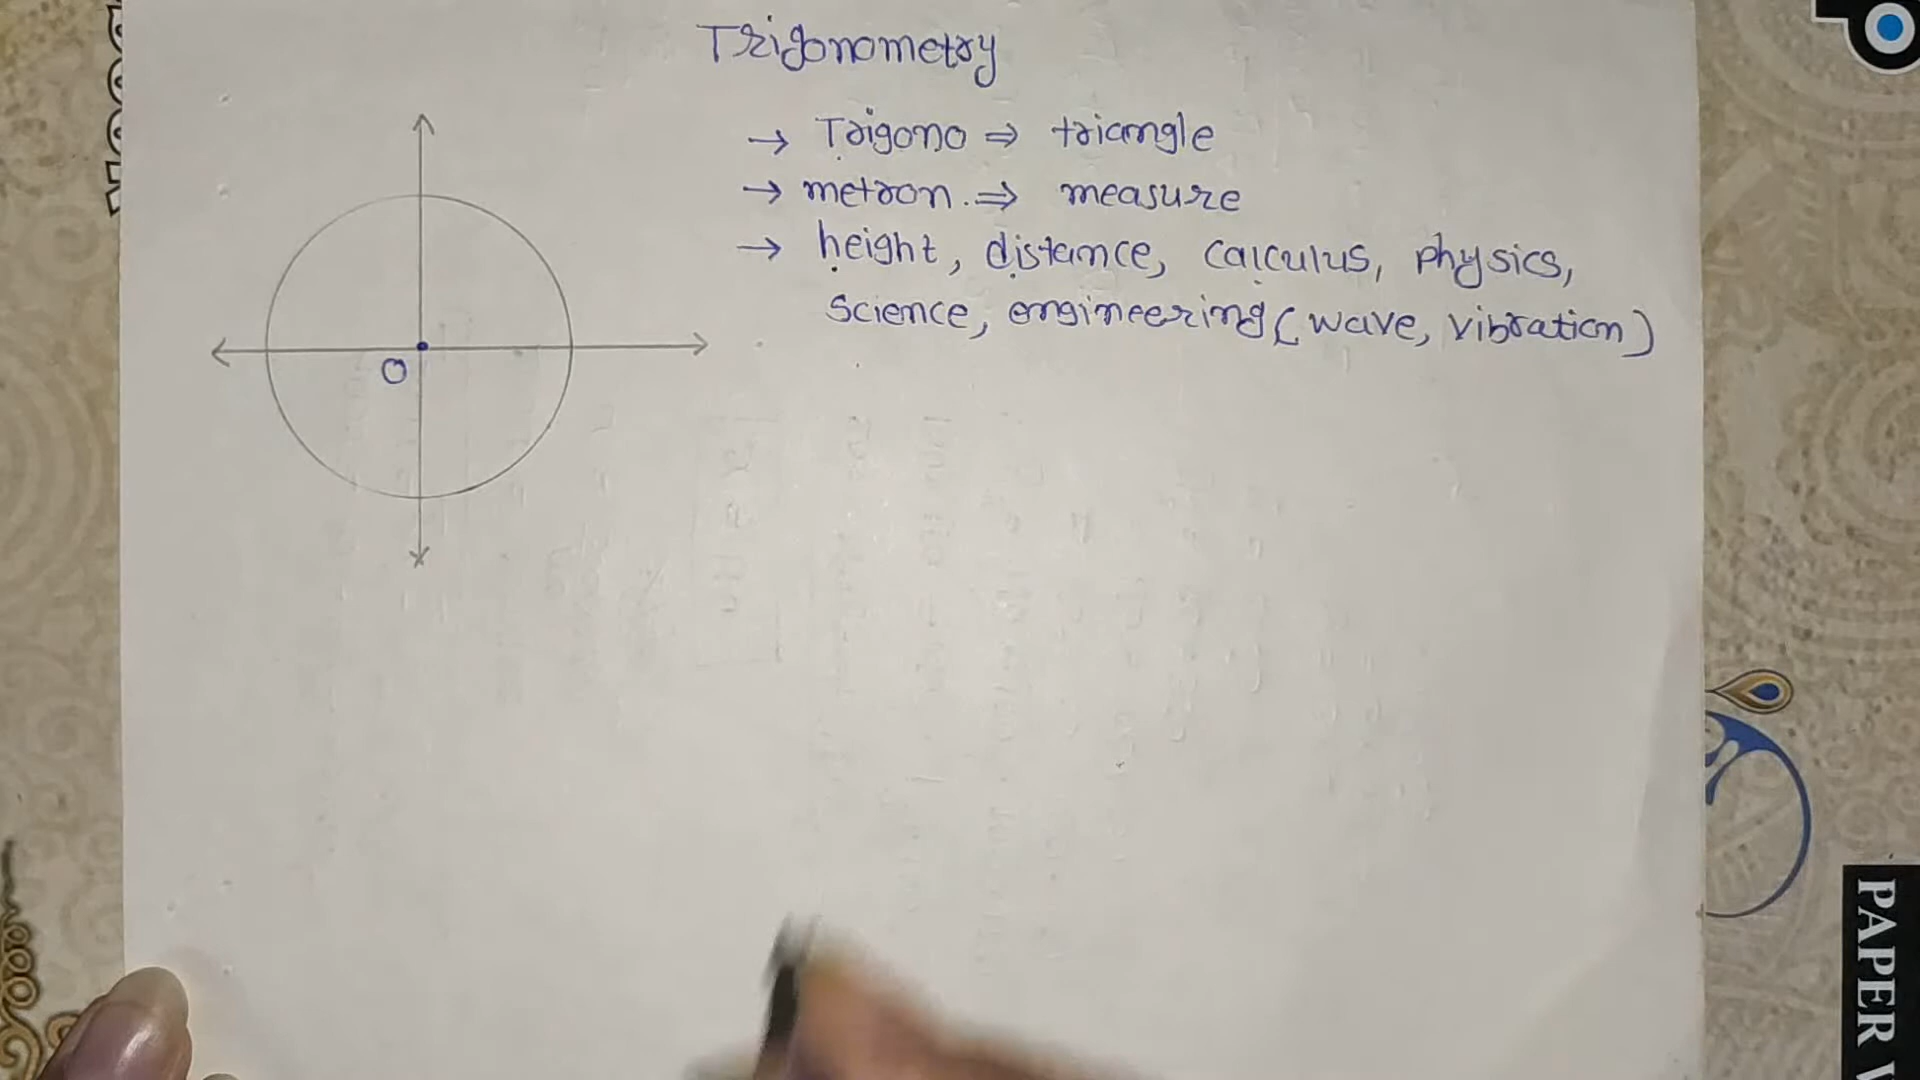 Trigonometry
→ Trigono ⇒ triangle
→ metron. ⇒ measure
→ height, distance, calculus, physics,
science, engineering (wave, vibration)
O
PAPER